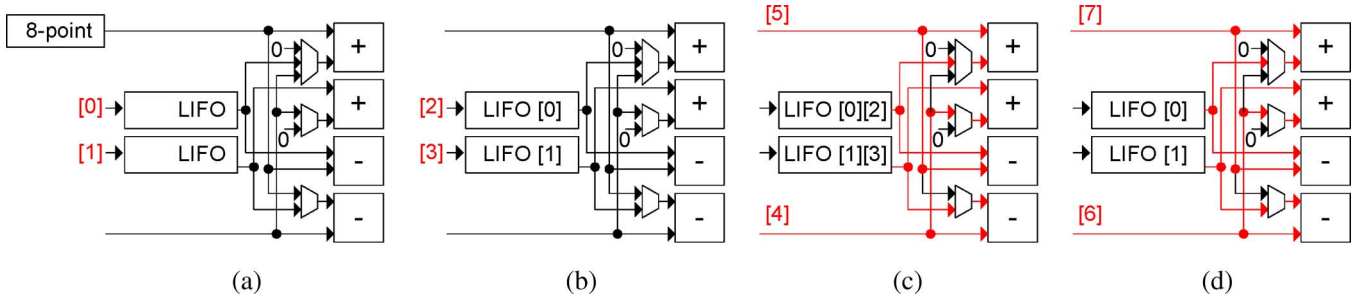 8-point
0
+
+
[0]
LIFO
[1]
LIFO
0
-
-
(a)
0
+
+
[2]
LIFO [0]
[3]
LIFO [1]
0
-
-
(b)
[5]
0
+
+
LIFO [0][2]
LIFO [1][3]
0
-
[4]
-
(c)
[7]
0
+
+
LIFO [0]
LIFO [1]
0
-
[6]
-
(d)